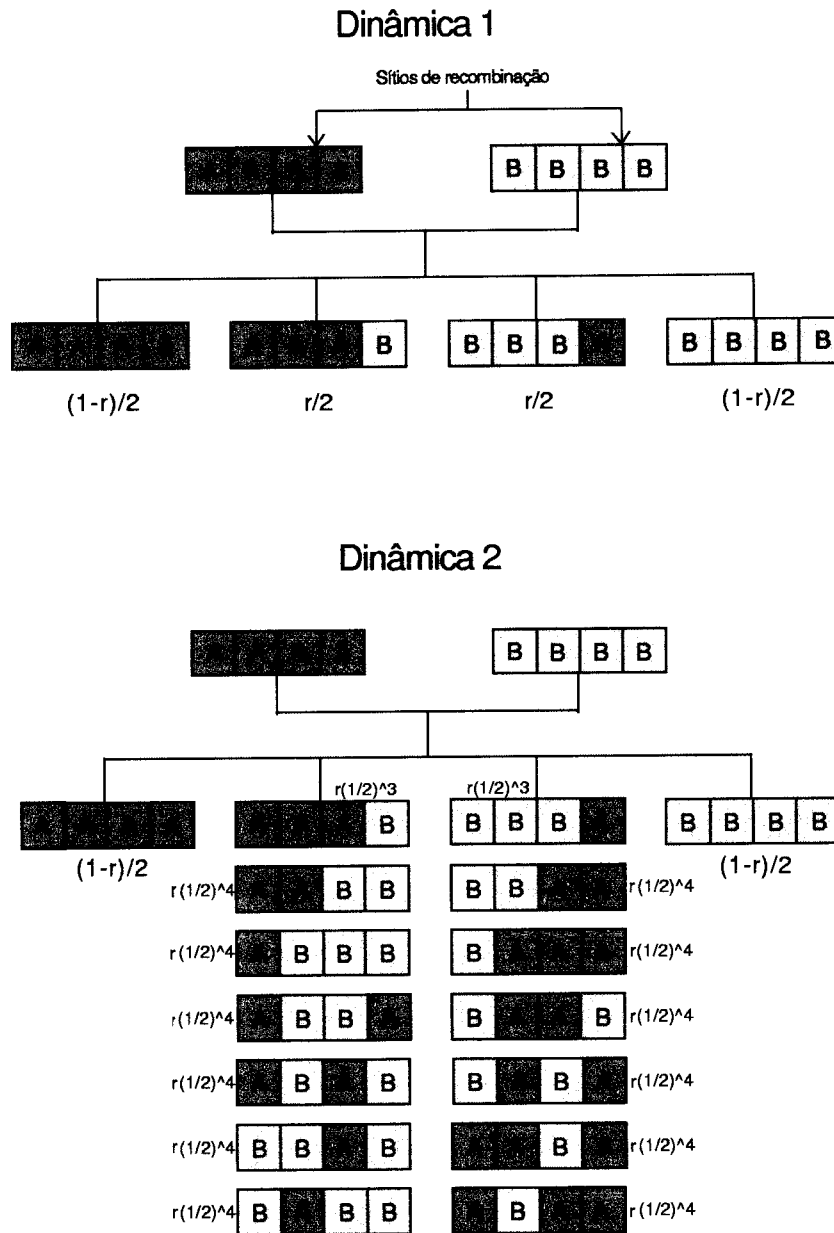 Dinâmica 1
Sítios de recombinação
A A A A B B B B
A A A A A A A B B B B A B B B B
(1-r)/2 r/2 r/2 (1-r)/2
Dinâmica 2
A A A A B B B B
r(1/2)^3 r(1/2)^3
A A A A A A A B B B B A B B B B
(1-r)/2 (1-r)/2
r(1/2)^4 A A B B B B A A r(1/2)^4
r(1/2)^4 A B B B B A A A r(1/2)^4
r(1/2)^4 A B B A B A A B r(1/2)^4
r(1/2)^4 A B A B B A B A r(1/2)^4
r(1/2)^4 B B A B A A B A r(1/2)^4
r(1/2)^4 B A B B A B A A r(1/2)^4